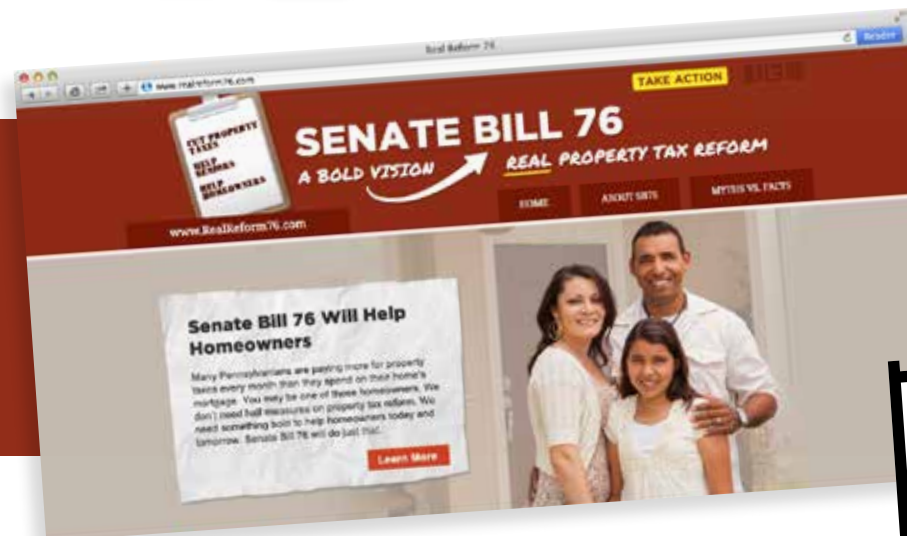 Real Reform 76
www.realreform76.com
Reader
TAKE ACTION
CUT PROPERTY
TAXES
HELP
SENIORS
HELP
HOMEOWNERS
SENATE BILL 76
A BOLD VISION
REAL PROPERTY TAX REFORM
www.RealReform76.com
HOME
ABOUT SB76
MYTHS VS. FACTS
Senate Bill 76 Will Help
Homeowners
Many Pennsylvanians are paying more for property
taxes every month than they spend on their home's
mortgage. You may be one of these homeowners. We
don't need half measures on property tax reform. We
need something bold to help homeowners today and
tomorrow. Senate Bill 76 will do just that.
Learn More